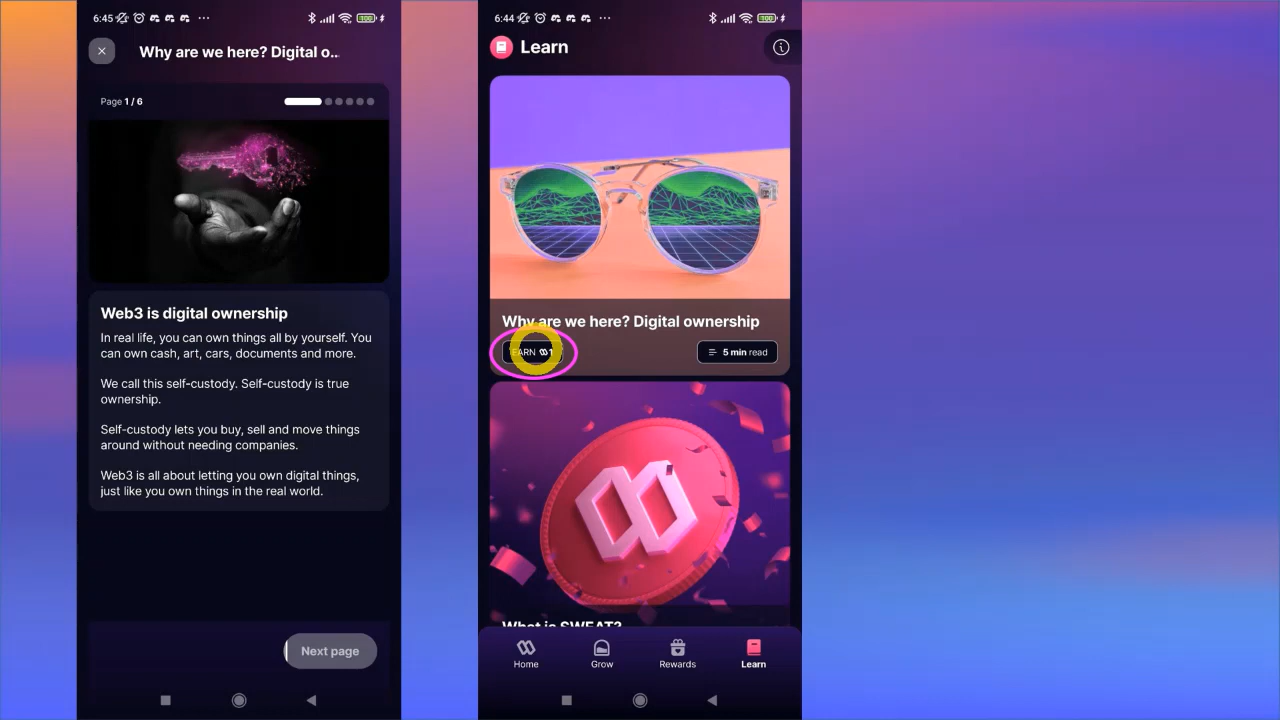 6:45
Why are we here? Digital o..
Page 1 / 6
Web3 is digital ownership
In real life, you can own things all by yourself. You
can own cash, art, cars, documents and more.
We call this self-custody. Self-custody is true
ownership.
Self-custody lets you buy, sell and move things
around without needing companies.
Web3 is all about letting you own digital things,
just like you own things in the real world.
Next page
6:44
Learn
Why are we here? Digital ownership
EARN 1
5 min read
What is SWEAT?
Home
Grow
Rewards
Learn